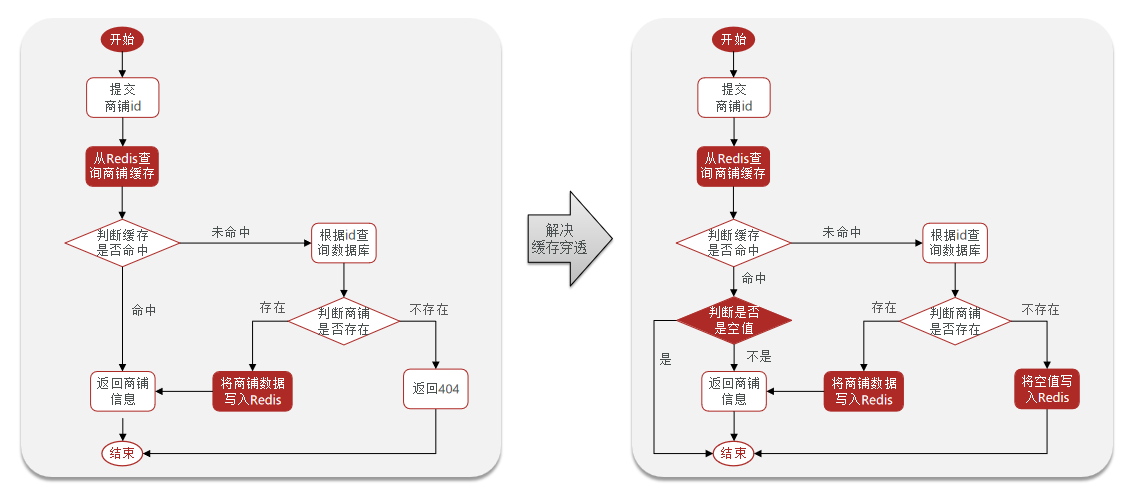 开始
提交
商铺id
从Redis查
询商铺缓存
判断缓存
是否命中
未命中
根据id查
询数据库
命中
存在
判断商铺
是否存在
不存在
返回商铺
信息
将商铺数据
写入Redis
返回404
结束
解决
缓存穿透
开始
提交
商铺id
从Redis查
询商铺缓存
判断缓存
是否命中
未命中
根据id查
询数据库
命中
判断是否
是空值
存在
判断商铺
是否存在
不存在
是
不是
返回商铺
信息
将商铺数据
写入Redis
将空值写
入Redis
结束